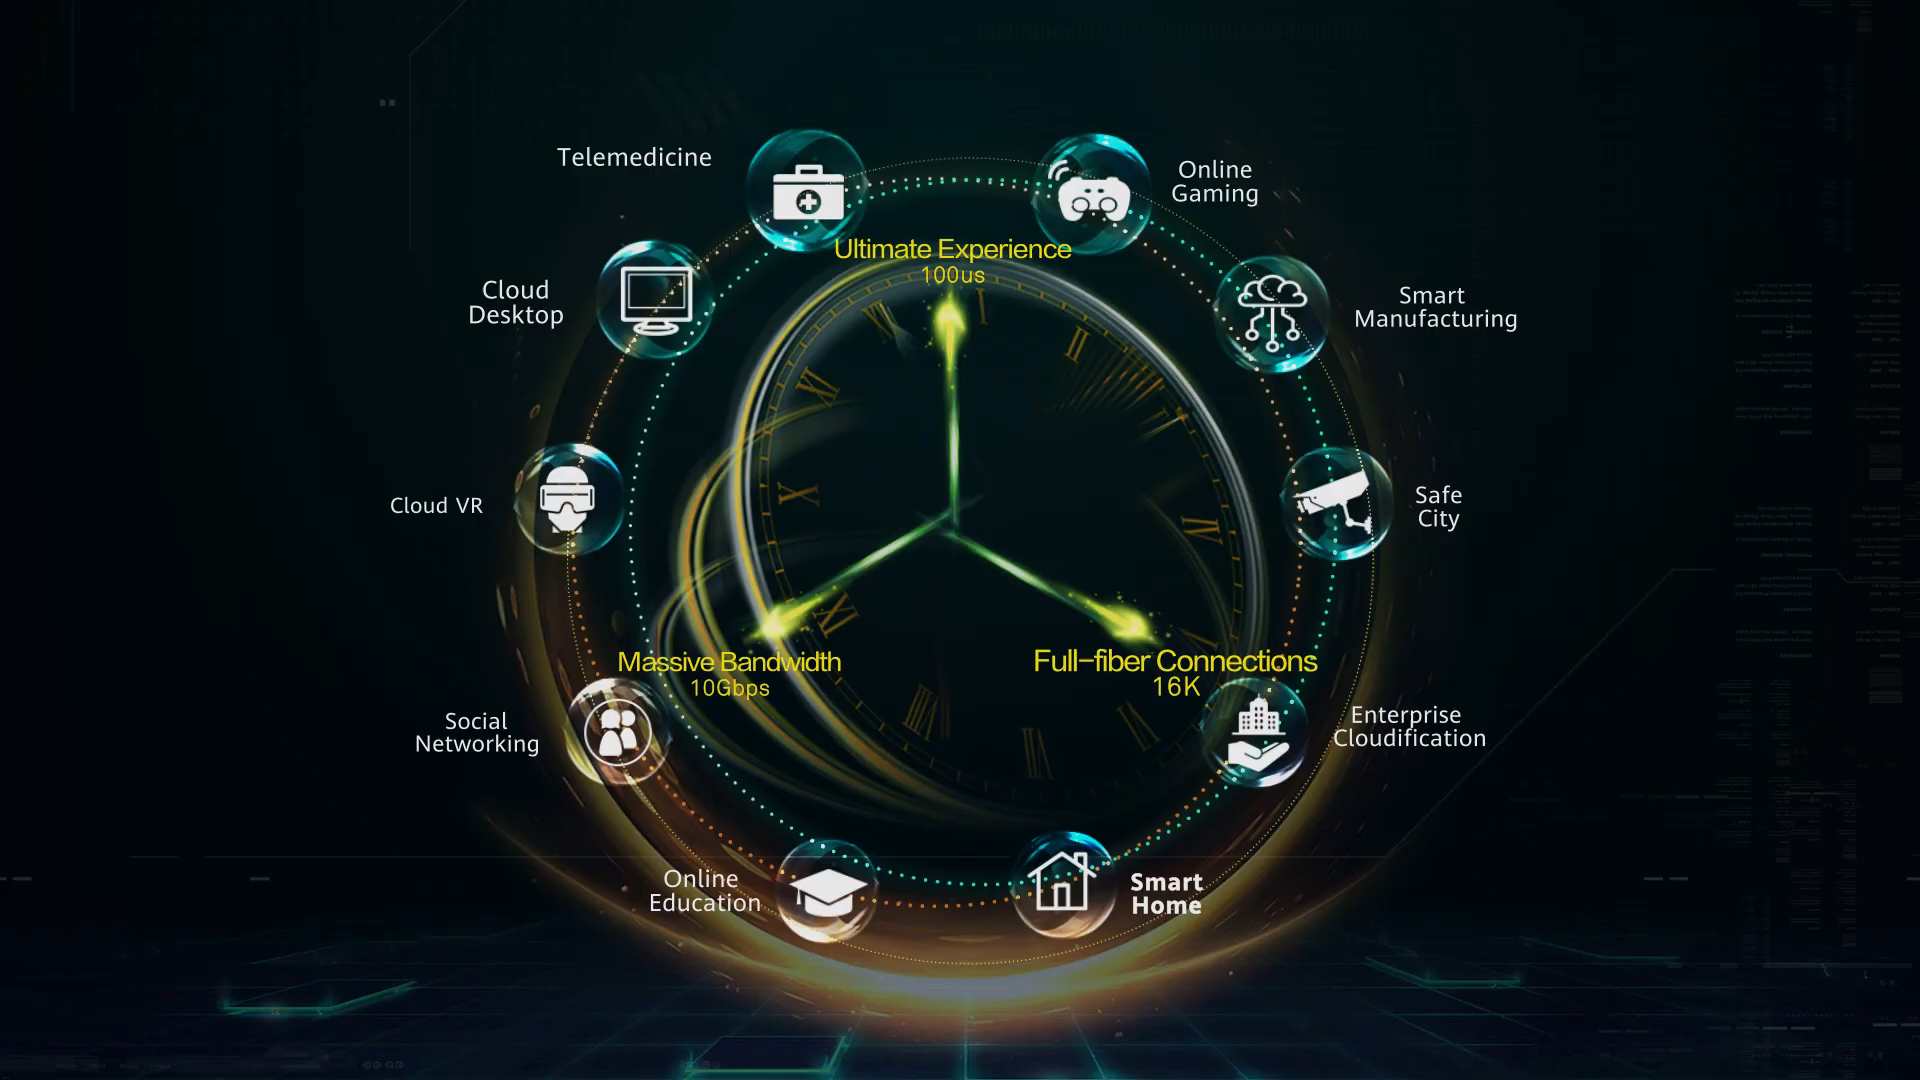 Telemedicine
Online
Gaming
Ultimate Experience
100us
Cloud
Desktop
Smart
Manufacturing
Cloud VR
Safe
City
Massive Bandwidth
10Gbps
Full-fiber Connections
16K
Social
Networking
Enterprise
Cloudification
Online
Education
Smart
Home